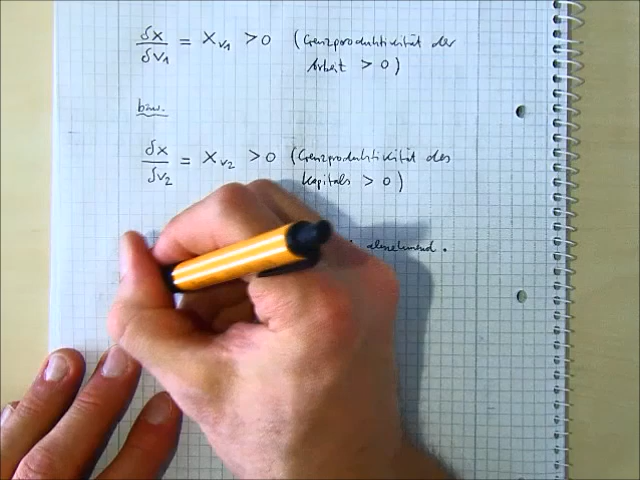 δx/δv₁ = x_v₁ > 0 (Grenzproduktivität der
Arbeit > 0)
bzw.
δx/δv₂ = x_v₂ > 0 (Grenzproduktivität des
Kapitals > 0)
abnehmend.